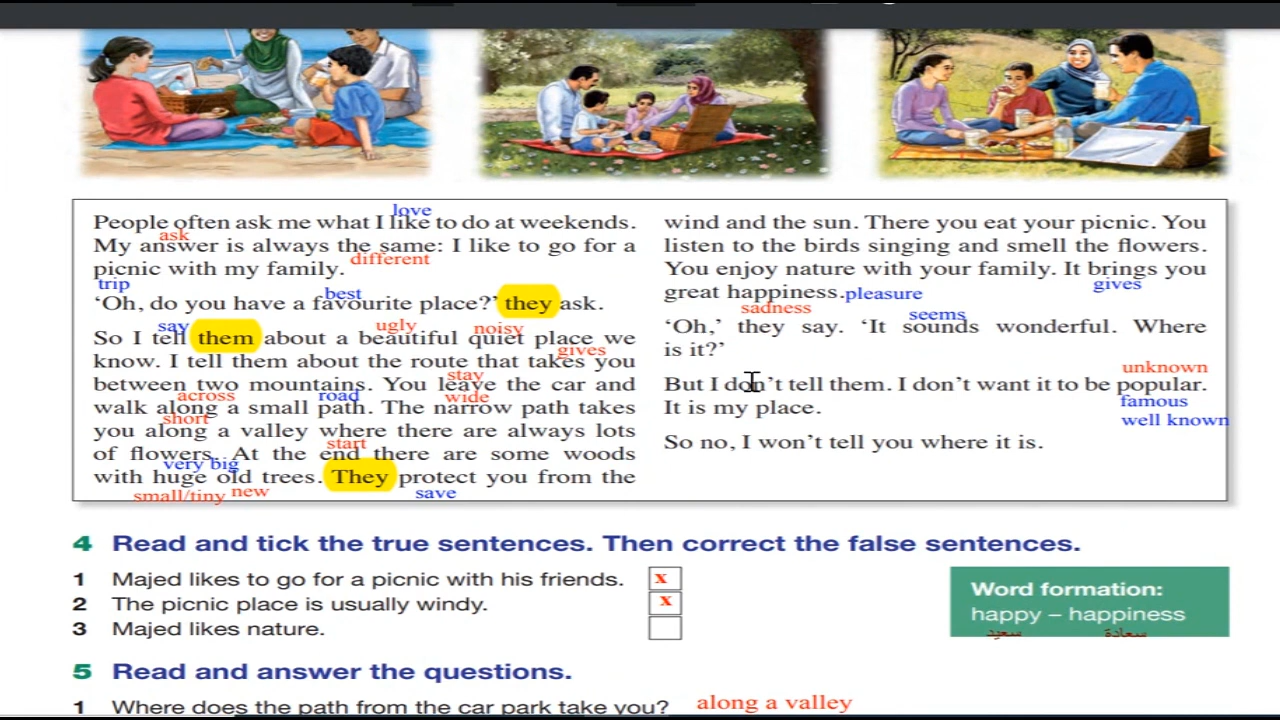 love
People often ask me what I like to do at weekends.
ask
My answer is always the same: I like to go for a
different
picnic with my family.
trip
best
'Oh, do you have a favourite place?' they ask.
say ugly noisy
So I tell them about a beautiful quiet place we
gives
know. I tell them about the route that takes you
stay
between two mountains. You leave the car and
across road wide
walk along a small path. The narrow path takes
short
you along a valley where there are always lots
start
of flowers. At the end there are some woods
very big
with huge old trees. They protect you from the
small/tiny new save
wind and the sun. There you eat your picnic. You
listen to the birds singing and smell the flowers.
You enjoy nature with your family. It brings you
gives
great happiness. pleasure
sadness seems
'Oh,' they say. 'It sounds wonderful. Where
is it?'
unknown
But I don't tell them. I don't want it to be popular.
famous
It is my place.
well known
So no, I won't tell you where it is.
4 Read and tick the true sentences. Then correct the false sentences.
1 Majed likes to go for a picnic with his friends. x
2 The picnic place is usually windy. x
3 Majed likes nature.
Word formation:
happy – happiness
سعيد سعادة
5 Read and answer the questions.
1 Where does the path from the car park take you? along a valley